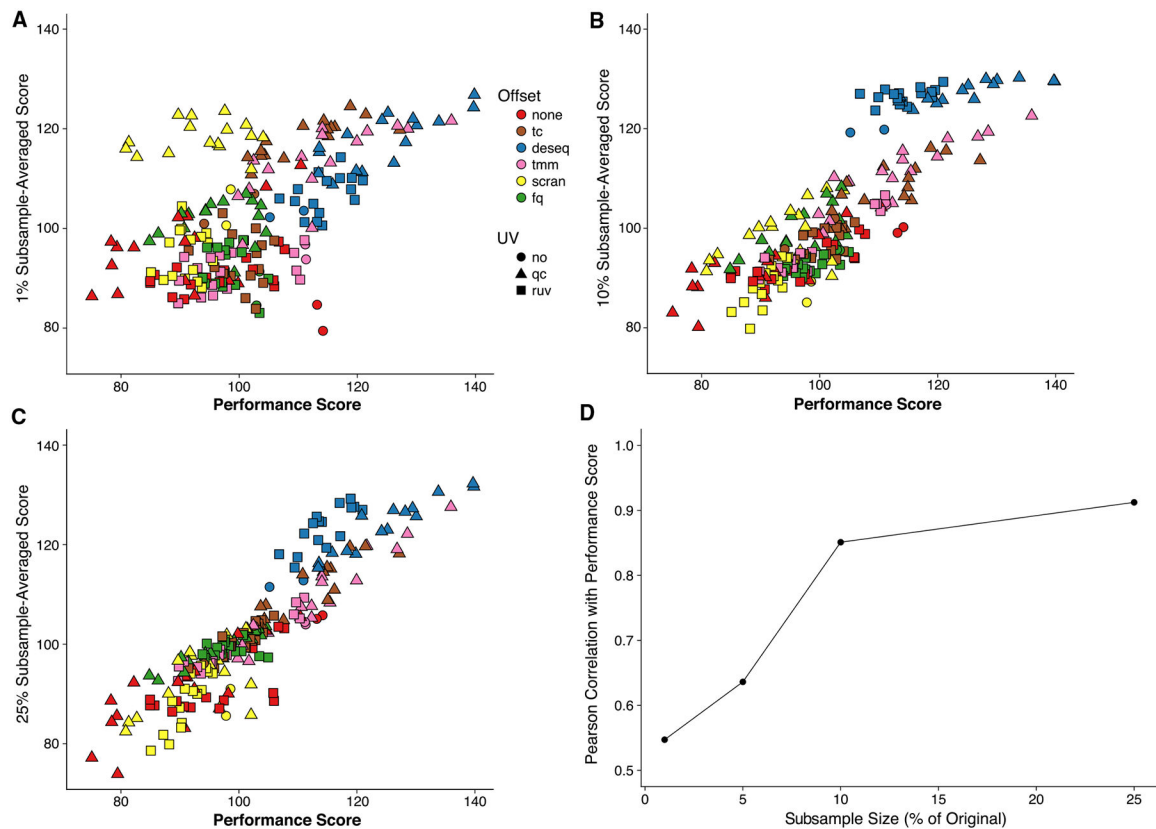 A
140
120
100
80
1% Subsample-Averaged Score
80 100 120 140
Performance Score
Offset
none
tc
deseq
tmm
scran
fq
UV
no
qc
ruv
B
140
120
100
80
10% Subsample-Averaged Score
80 100 120 140
Performance Score
C
140
120
100
80
25% Subsample-Averaged Score
80 100 120 140
Performance Score
D
1.0
0.9
0.8
0.7
0.6
0.5
Pearson Correlation with Performance Score
0 5 10 15 20 25
Subsample Size (% of Original)